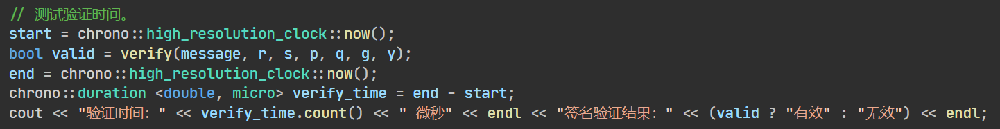 // 测试验证时间。
start = chrono::high_resolution_clock::now();
bool valid = verify(message, r, s, p, q, g, y);
end = chrono::high_resolution_clock::now();
chrono::duration <double, micro> verify_time = end - start;
cout << "验证时间：" << verify_time.count() << " 微秒" << endl << "签名验证结果：" << (valid ? "有效" : "无效") << endl;